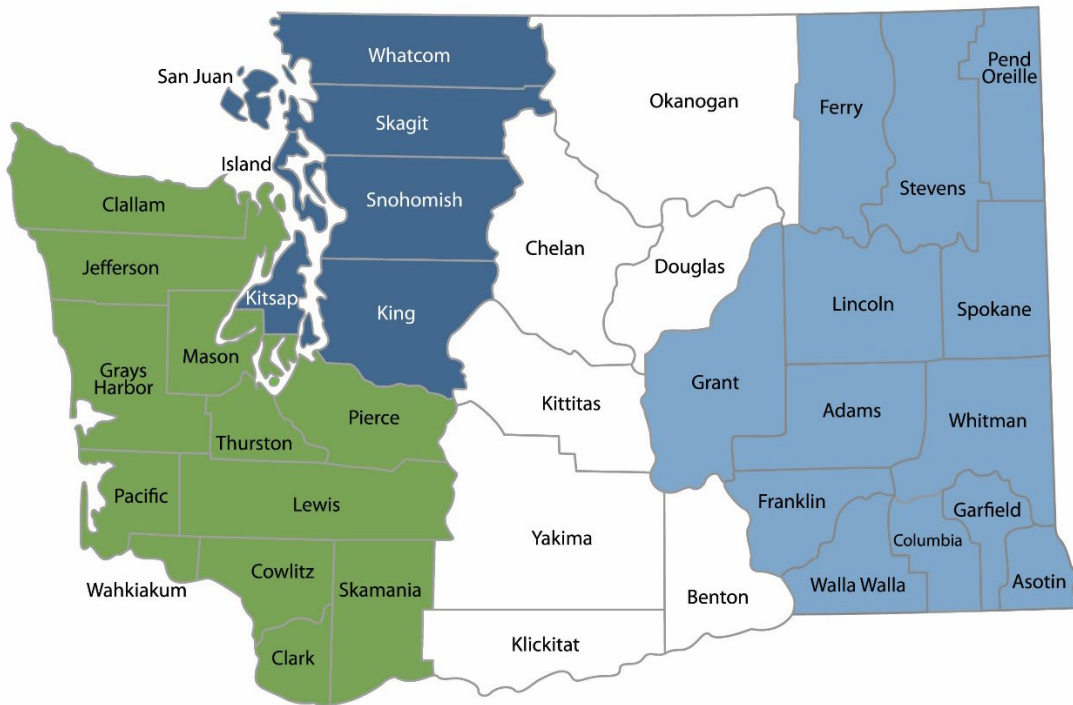 Whatcom
San Juan
Pend
Oreille
Okanogan
Ferry
Skagit
Island
Stevens
Snohomish
Clallam
Chelan
Jefferson
Douglas
Kitsap
Lincoln
Spokane
King
Mason
Grays
Harbor
Grant
Kittitas
Adams
Pierce
Whitman
Thurston
Pacific
Lewis
Franklin
Garfield
Yakima
Columbia
Wahkiakum
Cowlitz
Skamania
Walla Walla
Asotin
Benton
Klickitat
Clark